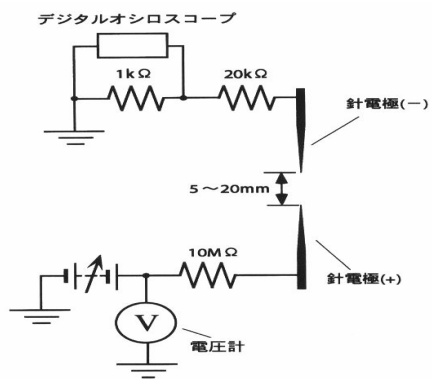 デジタルオシロスコープ
1kΩ
20kΩ
針電極(−)
5～20mm
10MΩ
針電極(+)
V
電圧計